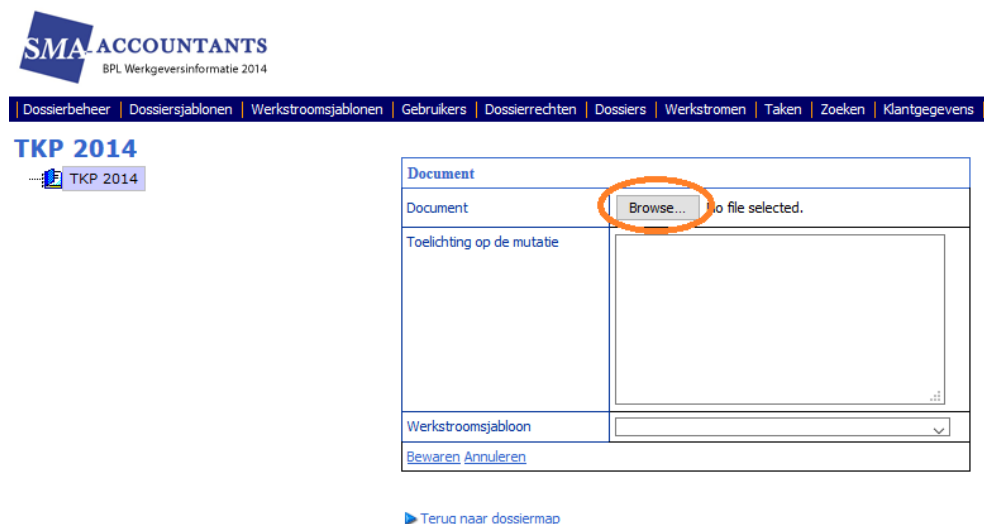 SMA ACCOUNTANTS
BPL Werkgeversinformatie 2014
| Dossierbeheer | Dossiersjablonen | Werkstroomsjablonen | Gebruikers | Dossierrechten | Dossiers | Werkstromen | Taken | Zoeken | Klantgegevens |
TKP 2014
TKP 2014
Document
Document Browse... No file selected.
Toelichting op de mutatie
Werkstroomsjabloon
Bewaren Annuleren
Terug naar dossiermap